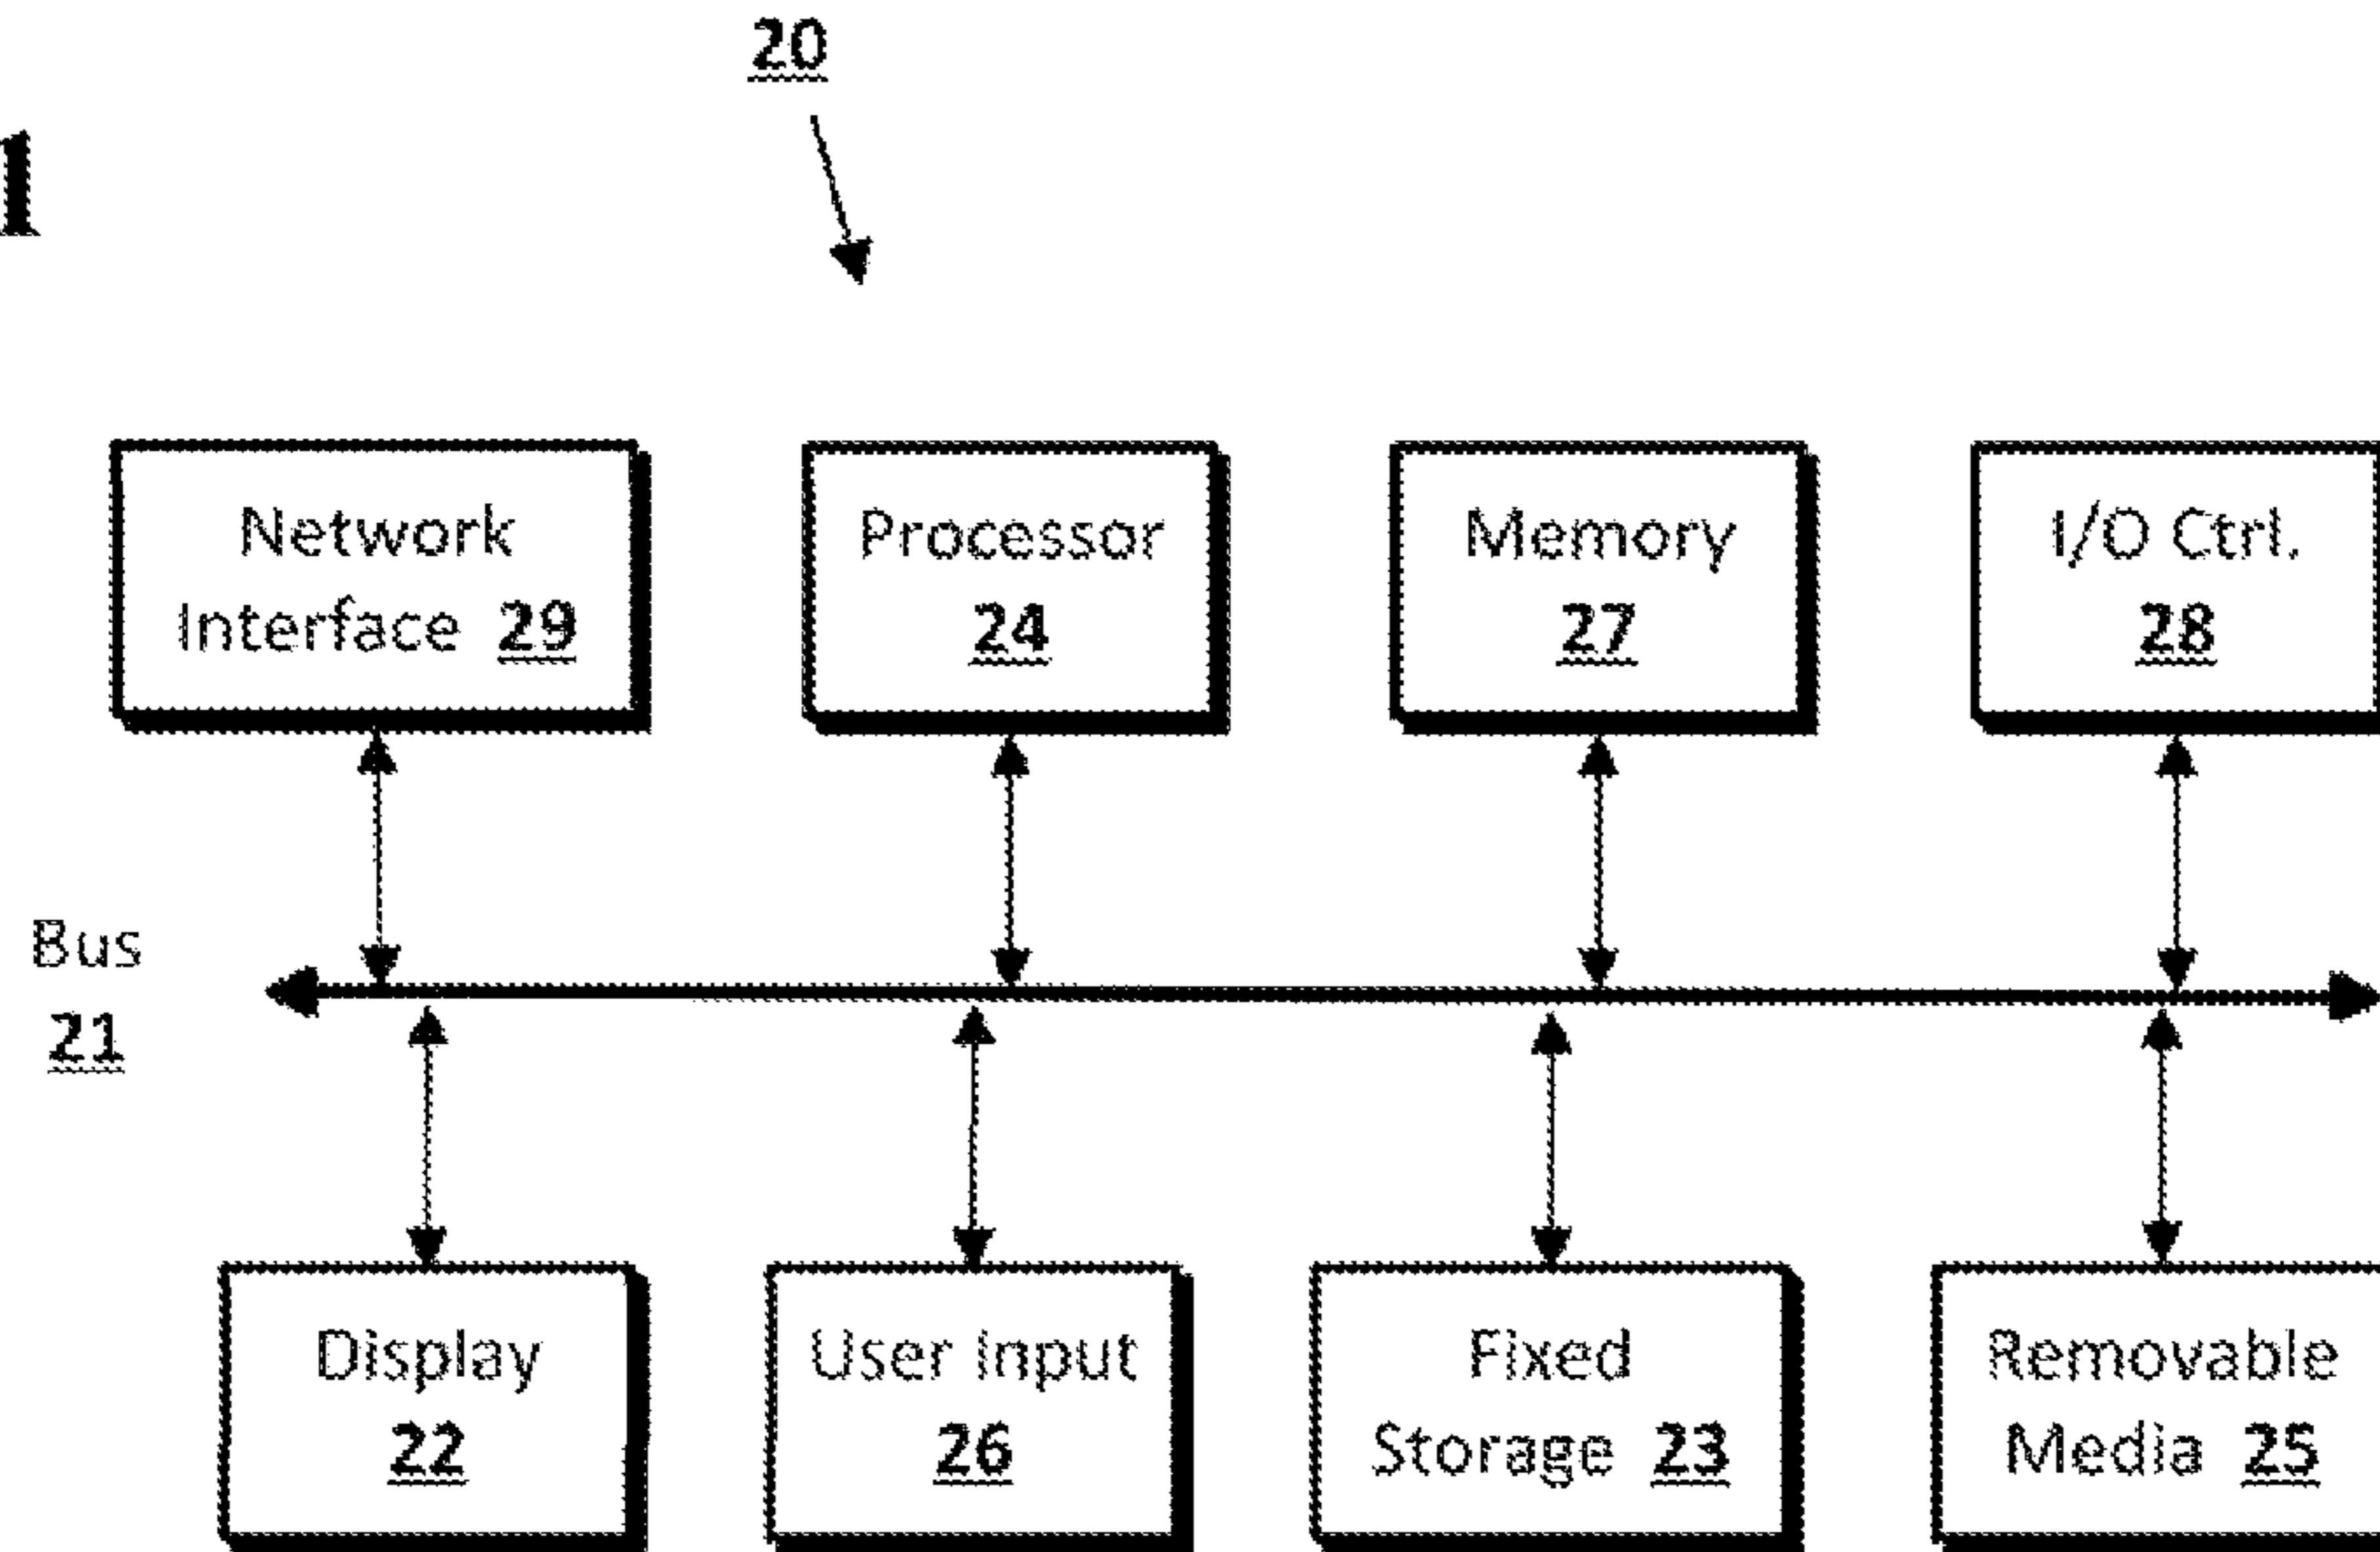 20
1
Network
Interface 29
Processor
24
Memory
27
I/O Ctrl.
28
Bus
21
Display
22
User Input
26
Fixed
Storage 23
Removable
Media 25